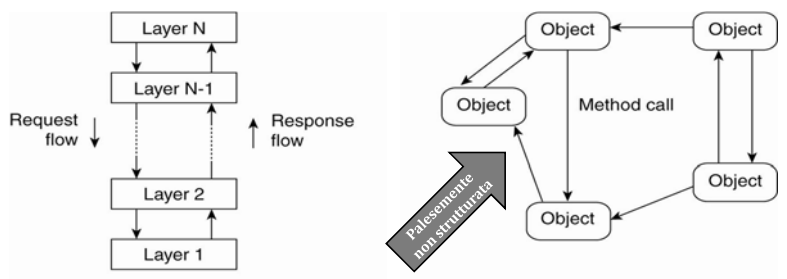 Layer N
Layer N-1
Request
flow
Response
flow
Layer 2
Layer 1
Object
Object
Object
Method call
Object
Object
Palesemente
non strutturata